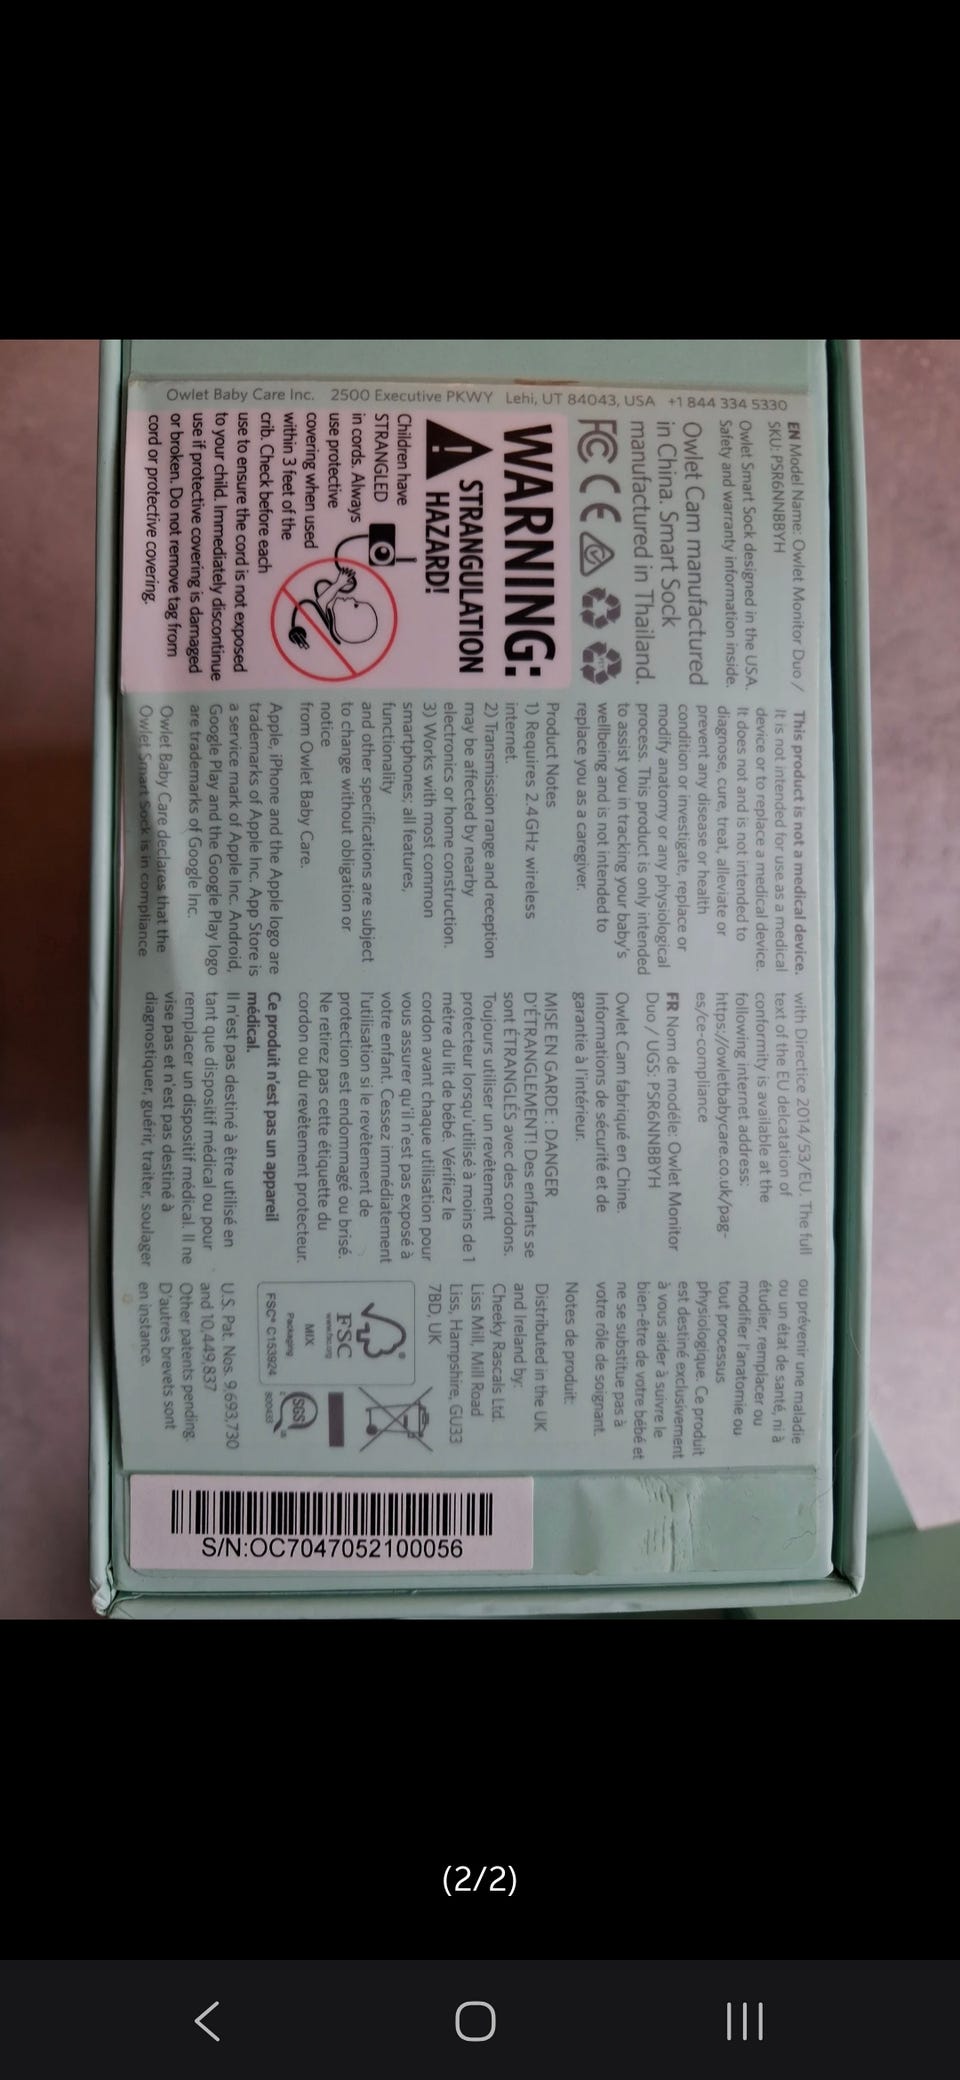 Owlet Baby Care Inc. 2500 Executive PKWY Lehi, UT 84043, USA +1 844 334 5330
EN Model Name: Owlet Monitor Duo /
SKU: PSR6NNBBYH
Owlet Smart Sock designed in the USA.
Safety and warranty information inside.
Owlet Cam manufactured
in China. Smart Sock
manufactured in Thailand.
FC CE
WARNING:
STRANGULATION
HAZARD!
Children have
STRANGLED
in cords. Always
use protective
covering when used
within 3 feet of the
crib. Check before each
use to ensure the cord is not exposed
to your child. Immediately discontinue
use if protective covering is damaged
or broken. Do not remove tag from
cord or protective covering.
This product is not a medical device.
It is not intended for use as a medical
device or to replace a medical device.
It does not and is not intended to
diagnose, cure, treat, alleviate or
prevent any disease or health
condition or investigate, replace or
modify anatomy or any physiological
process. This product is only intended
to assist you in tracking your baby's
wellbeing and is not intended to
replace you as a caregiver.
Product Notes
1) Requires 2.4GHz wireless
internet.
2) Transmission range and reception
may be affected by nearby
electronics or home construction.
3) Works with most common
smartphones; all features,
functionality
and other specifications are subject
to change without obligation or
notice
from Owlet Baby Care.
Apple, iPhone and the Apple logo are
trademarks of Apple Inc. App Store is
a service mark of Apple Inc. Android,
Google Play and the Google Play logo
are trademarks of Google Inc.
Owlet Baby Care declares that the
Owlet Smart Sock is in compliance
with Directice 2014/53/EU. The full
text of the EU delcatation of
conformity is available at the
following internet address:
https://owletbabycare.co.uk/pag-
es/ce-compliance
FR Nom de modéle: Owlet Monitor
Duo / UGS: PSR6NNBBYH
Owlet Cam fabriqué en Chine.
Informations de sécurité et de
garantie à l'intérieur.
MISE EN GARDE : DANGER
D'ÉTRANGLEMENT! Des enfants se
sont ÉTRANGLÉS avec des cordons.
Toujours utiliser un revêtement
protecteur lorsqu'utilisé à moins de 1
mètre du lit de bébé. Vérifiez le
cordon avant chaque utilisation pour
vous assurer qu'il n'est pas exposé à
votre enfant. Cessez immédiatement
l'utilisation si le revêtement de
protection est endommagé ou brisé.
Ne retirez pas cette étiquette du
cordon ou du revêtement protecteur.
Ce produit n'est pas un appareil
médical.
Il n'est pas destiné à être utilisé en
tant que dispositif médical ou pour
remplacer un dispositif médical. Il ne
vise pas et n'est pas destiné à
diagnostiquer, guérir, traiter, soulager
ou prévenir une maladie
ou un état de santé, ni à
étudier, remplacer ou
modifier l'anatomie ou
tout processus
physiologique. Ce produit
est destiné exclusivement
à vous aider à suivre le
bien-être de votre bébé et
ne se substitue pas à
votre rôle de soignant.
Notes de produit:
Distributed in the UK
and Ireland by:
Cheeky Rascals Ltd.
Liss Mill, Mill Road
Liss, Hampshire, GU33
7BD, UK
FSC
www.fsc.org
MIX
Packaging
FSC® C153924
SGS
U.S. Pat. Nos. 9,693,730
and 10,449,837
Other patents pending.
D'autres brevets sont
en instance.
S/N:OC7047052100056
(2/2)